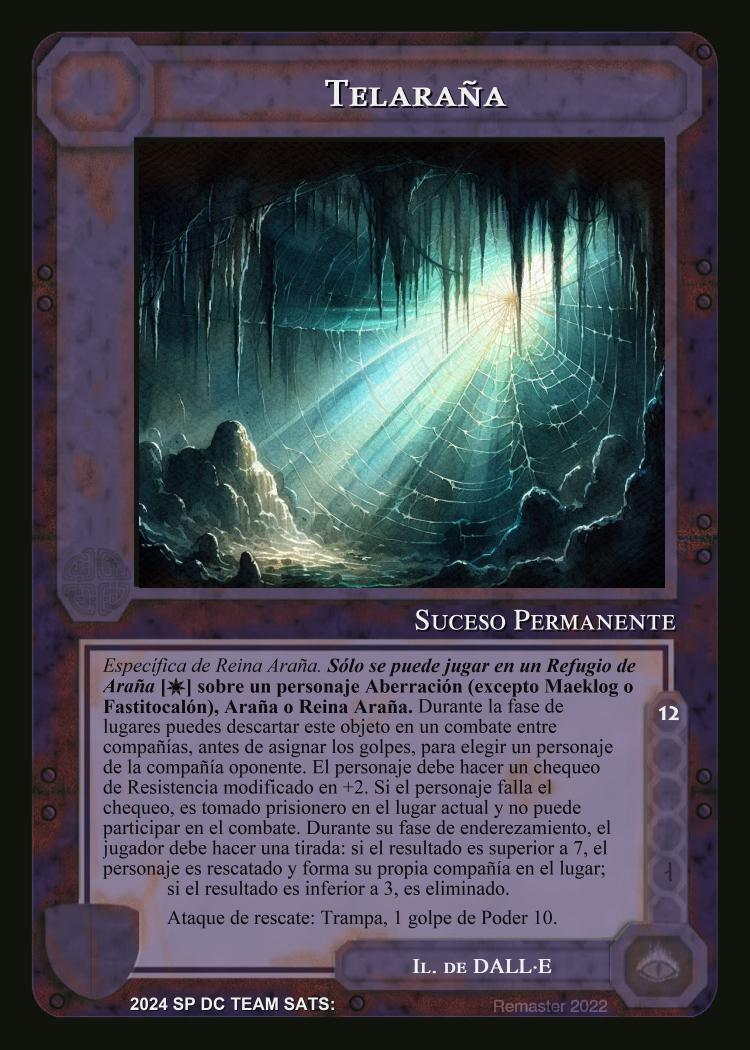 Telaraña
Suceso Permanente
Específica de Reina Araña. Sólo se puede jugar en un Refugio de
Araña [✷] sobre un personaje Aberración (excepto Maeklog o
Fastitocalón), Araña o Reina Araña. Durante la fase de
lugares puedes descartar este objeto en un combate entre
compañías, antes de asignar los golpes, para elegir un personaje
de la compañía oponente. El personaje debe hacer un chequeo
de Resistencia modificado en +2. Si el personaje falla el
chequeo, es tomado prisionero en el lugar actual y no puede
participar en el combate. Durante su fase de enderezamiento, el
jugador debe hacer una tirada: si el resultado es superior a 7, el
personaje es rescatado y forma su propia compañía en el lugar;
si el resultado es inferior a 3, es eliminado.
Ataque de rescate: Trampa, 1 golpe de Poder 10.
12
Il. de DALL·E
2024 SP DC TEAM SATS:
Remaster 2022